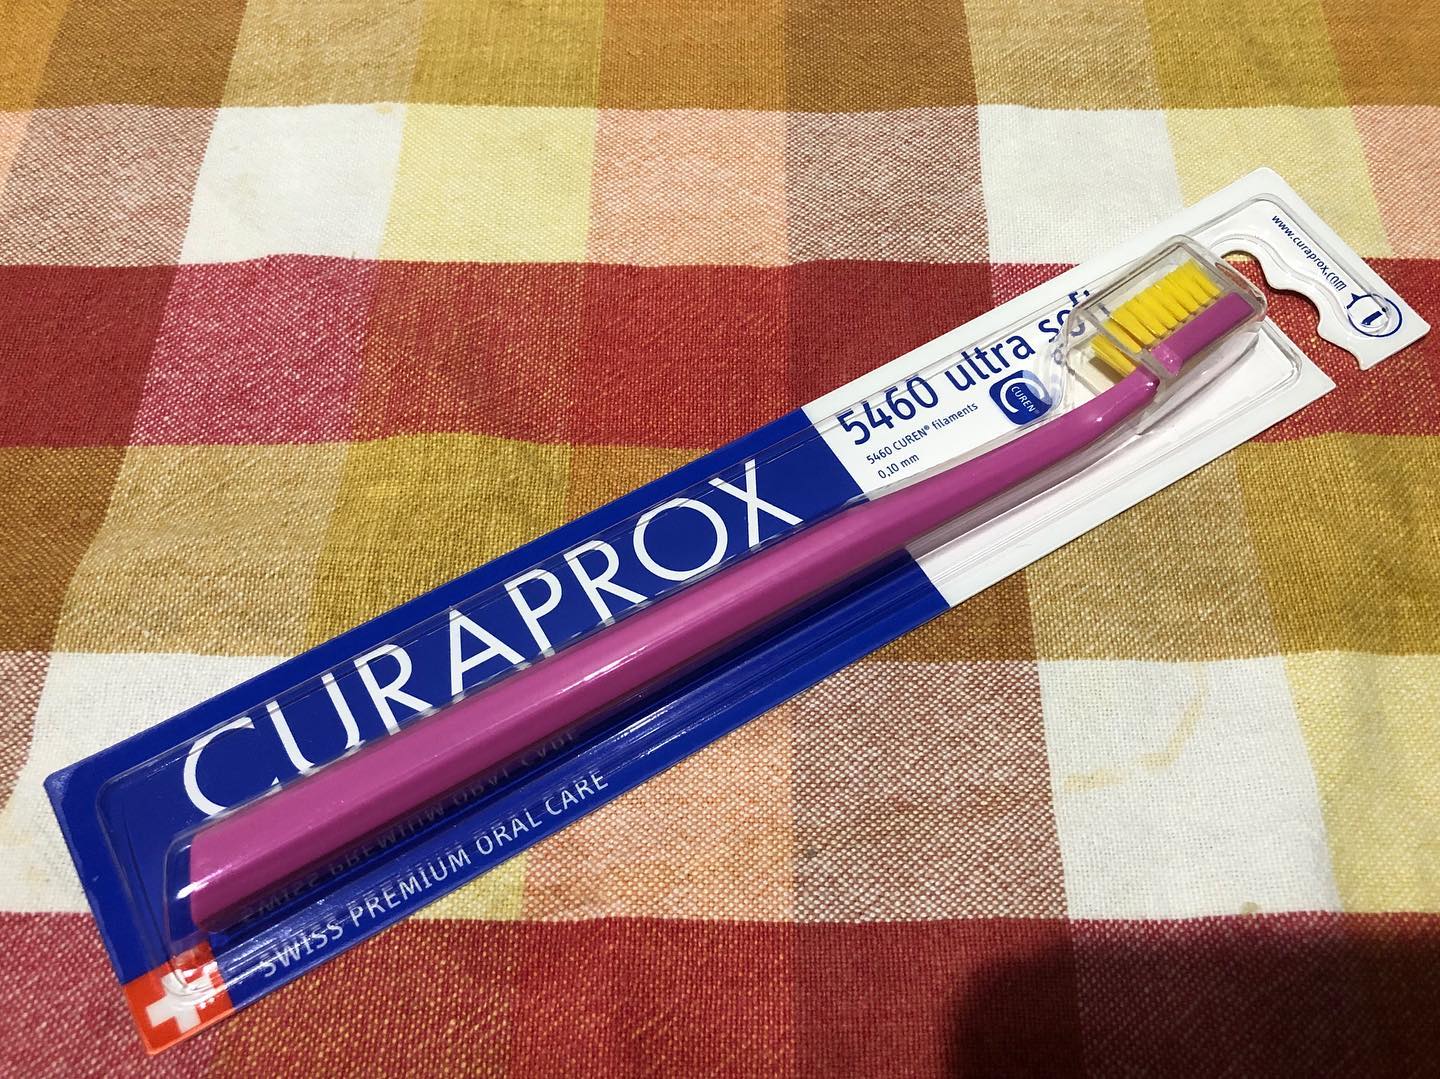 www.curaprox.com
5460 ultra soft
5460 CUREN® filaments
0,10 mm
CUREN®
CURAPROX
SWISS PREMIUM ORAL CARE